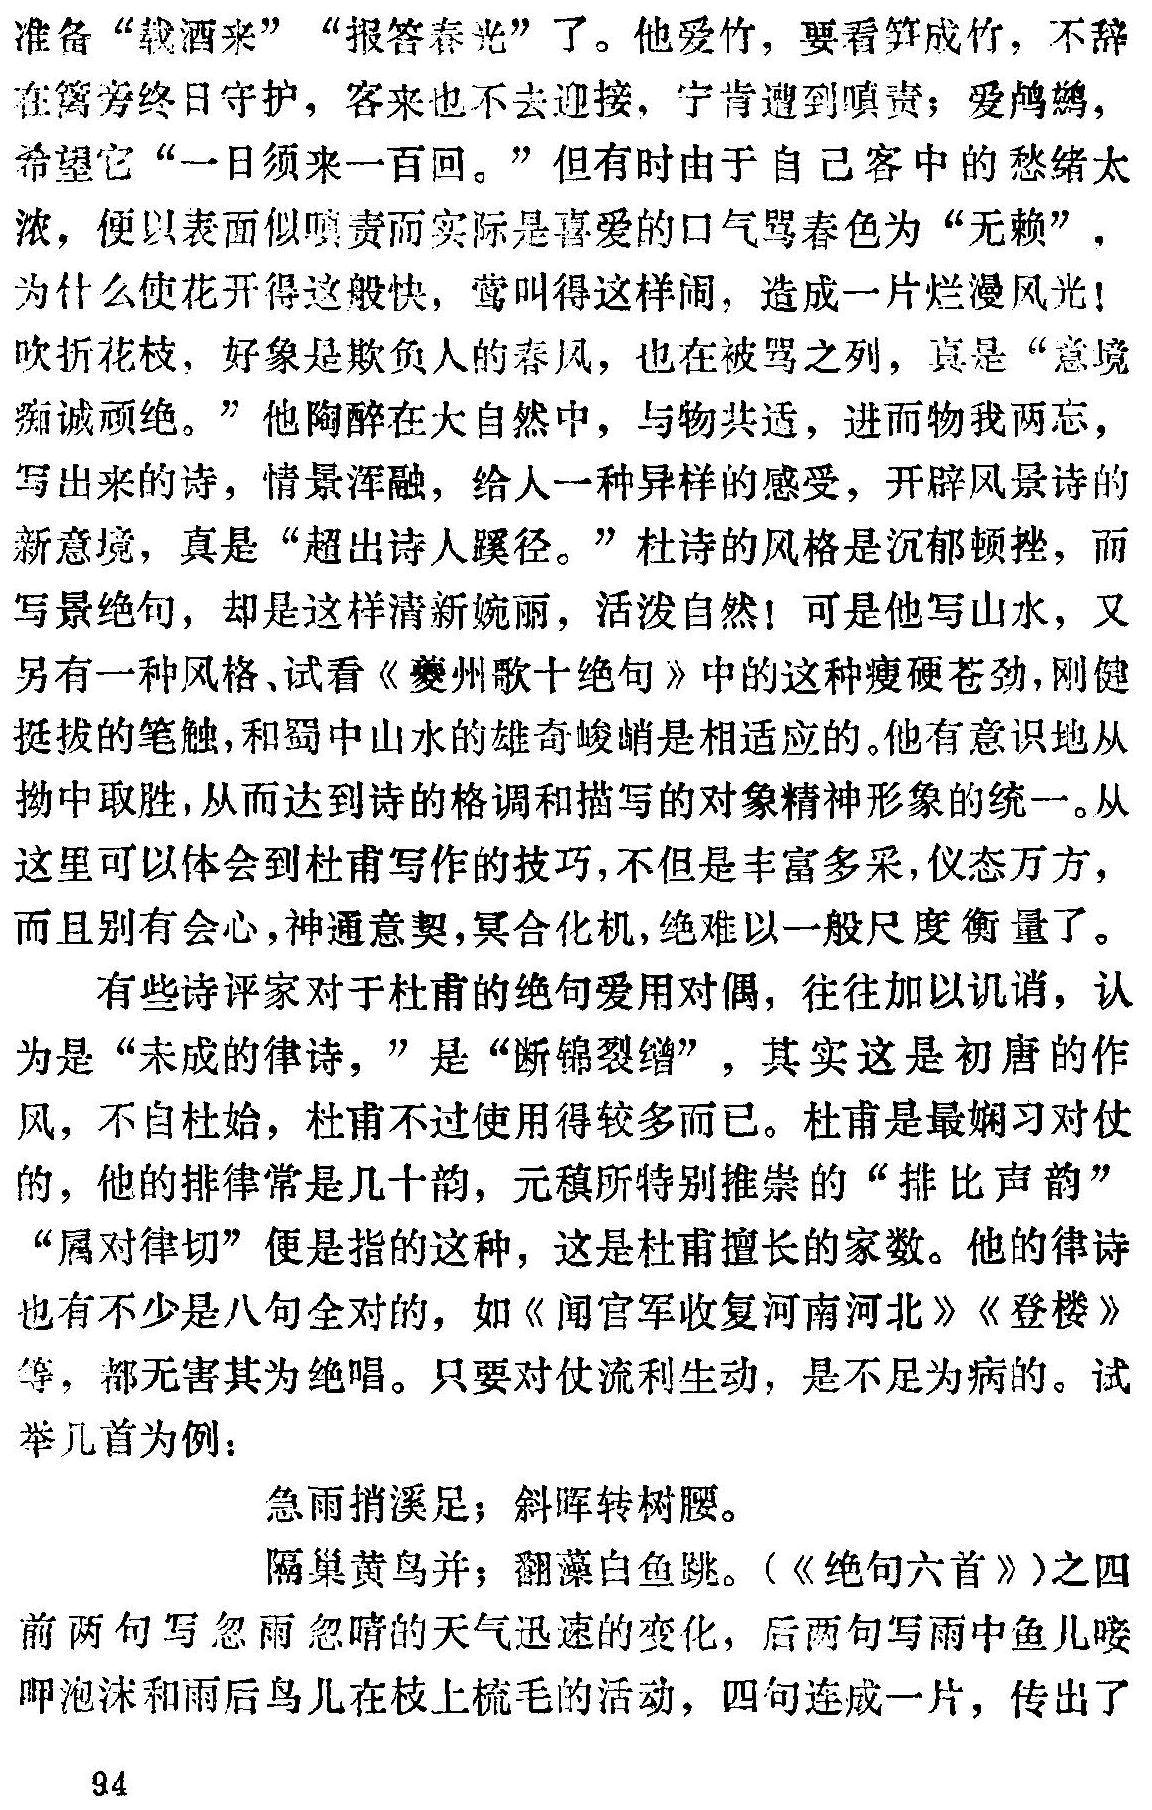 准备“载酒来”“报答春光”了。他爱竹，要看笋成竹，不辞
在篱旁终日守护，客来也不去迎接，宁肯遭到嗔责；爱鸬鹚，
希望它“一日须来一百回。”但有时由于自己客中的愁绪太
浓，便以表面似嗔责而实际是喜爱的口气骂春色为“无赖”，
为什么使花开得这般快，莺叫得这样闹，造成一片烂漫风光！
吹折花枝，好象是欺负人的春风，也在被骂之列，真是“意境
痴诚顽绝。”他陶醉在大自然中，与物共适，进而物我两忘，
写出来的诗，情景浑融，给人一种异样的感受，开辟风景诗的
新意境，真是“超出诗人蹊径。”杜诗的风格是沉郁顿挫，而
写景绝句，却是这样清新婉丽，活泼自然！可是他写山水，又
另有一种风格、试看《夔州歌十绝句》中的这种瘦硬苍劲，刚健
挺拔的笔触，和蜀中山水的雄奇峻峭是相适应的。他有意识地从
拗中取胜，从而达到诗的格调和描写的对象精神形象的统一。从
这里可以体会到杜甫写作的技巧，不但是丰富多采，仪态万方，
而且别有会心，神通意契，冥合化机，绝难以一般尺度衡量了。
有些诗评家对于杜甫的绝句爱用对偶，往往加以讥诮，认
为是“未成的律诗，”是“断锦裂缯”，其实这是初唐的作
风，不自杜始，杜甫不过使用得较多而已。杜甫是最娴习对仗
的，他的排律常是几十韵，元稹所特别推崇的“排比声韵”
“属对律切”便是指的这种，这是杜甫擅长的家数。他的律诗
也有不少是八句全对的，如《闻官军收复河南河北》《登楼》
等，都无害其为绝唱。只要对仗流利生动，是不足为病的。试
举几首为例：
急雨捎溪足；斜晖转树腰。
隔巢黄鸟并；翻藻白鱼跳。（《绝句六首》）之四
前两句写忽雨忽晴的天气迅速的变化，后两句写雨中鱼儿唼
呷泡沫和雨后鸟儿在枝上梳毛的活动，四句连成一片，传出了
94